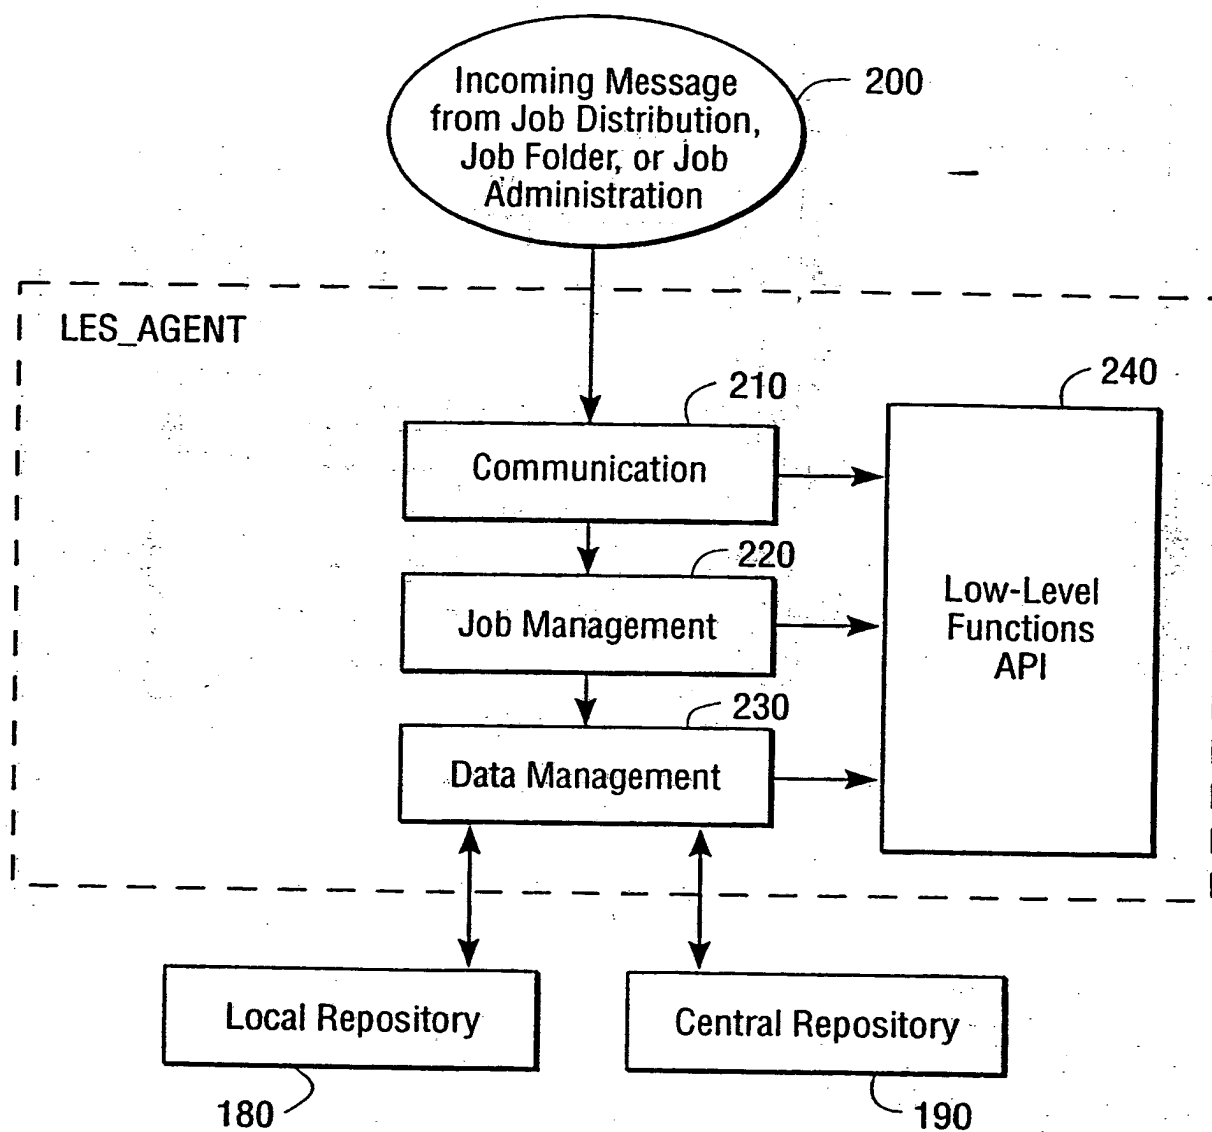 Incoming Message
from Job Distribution,
Job Folder, or Job
Administration
200
LES_AGENT
210
Communication
240
220
Job Management
Low-Level
Functions
API
230
Data Management
Local Repository
Central Repository
180
190